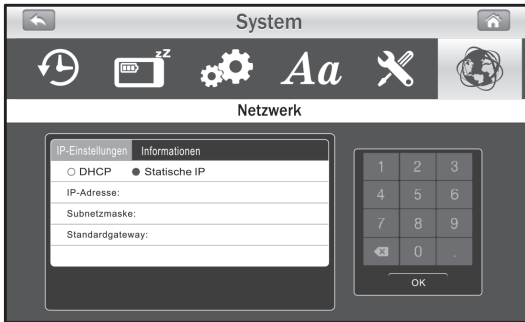 System
zZ
Aa
Netzwerk
IP-Einstellungen Informationen
DHCP Statische IP
IP-Adresse:
Subnetzmaske:
Standardgateway:
1 2 3
4 5 6
7 8 9
0 .
OK